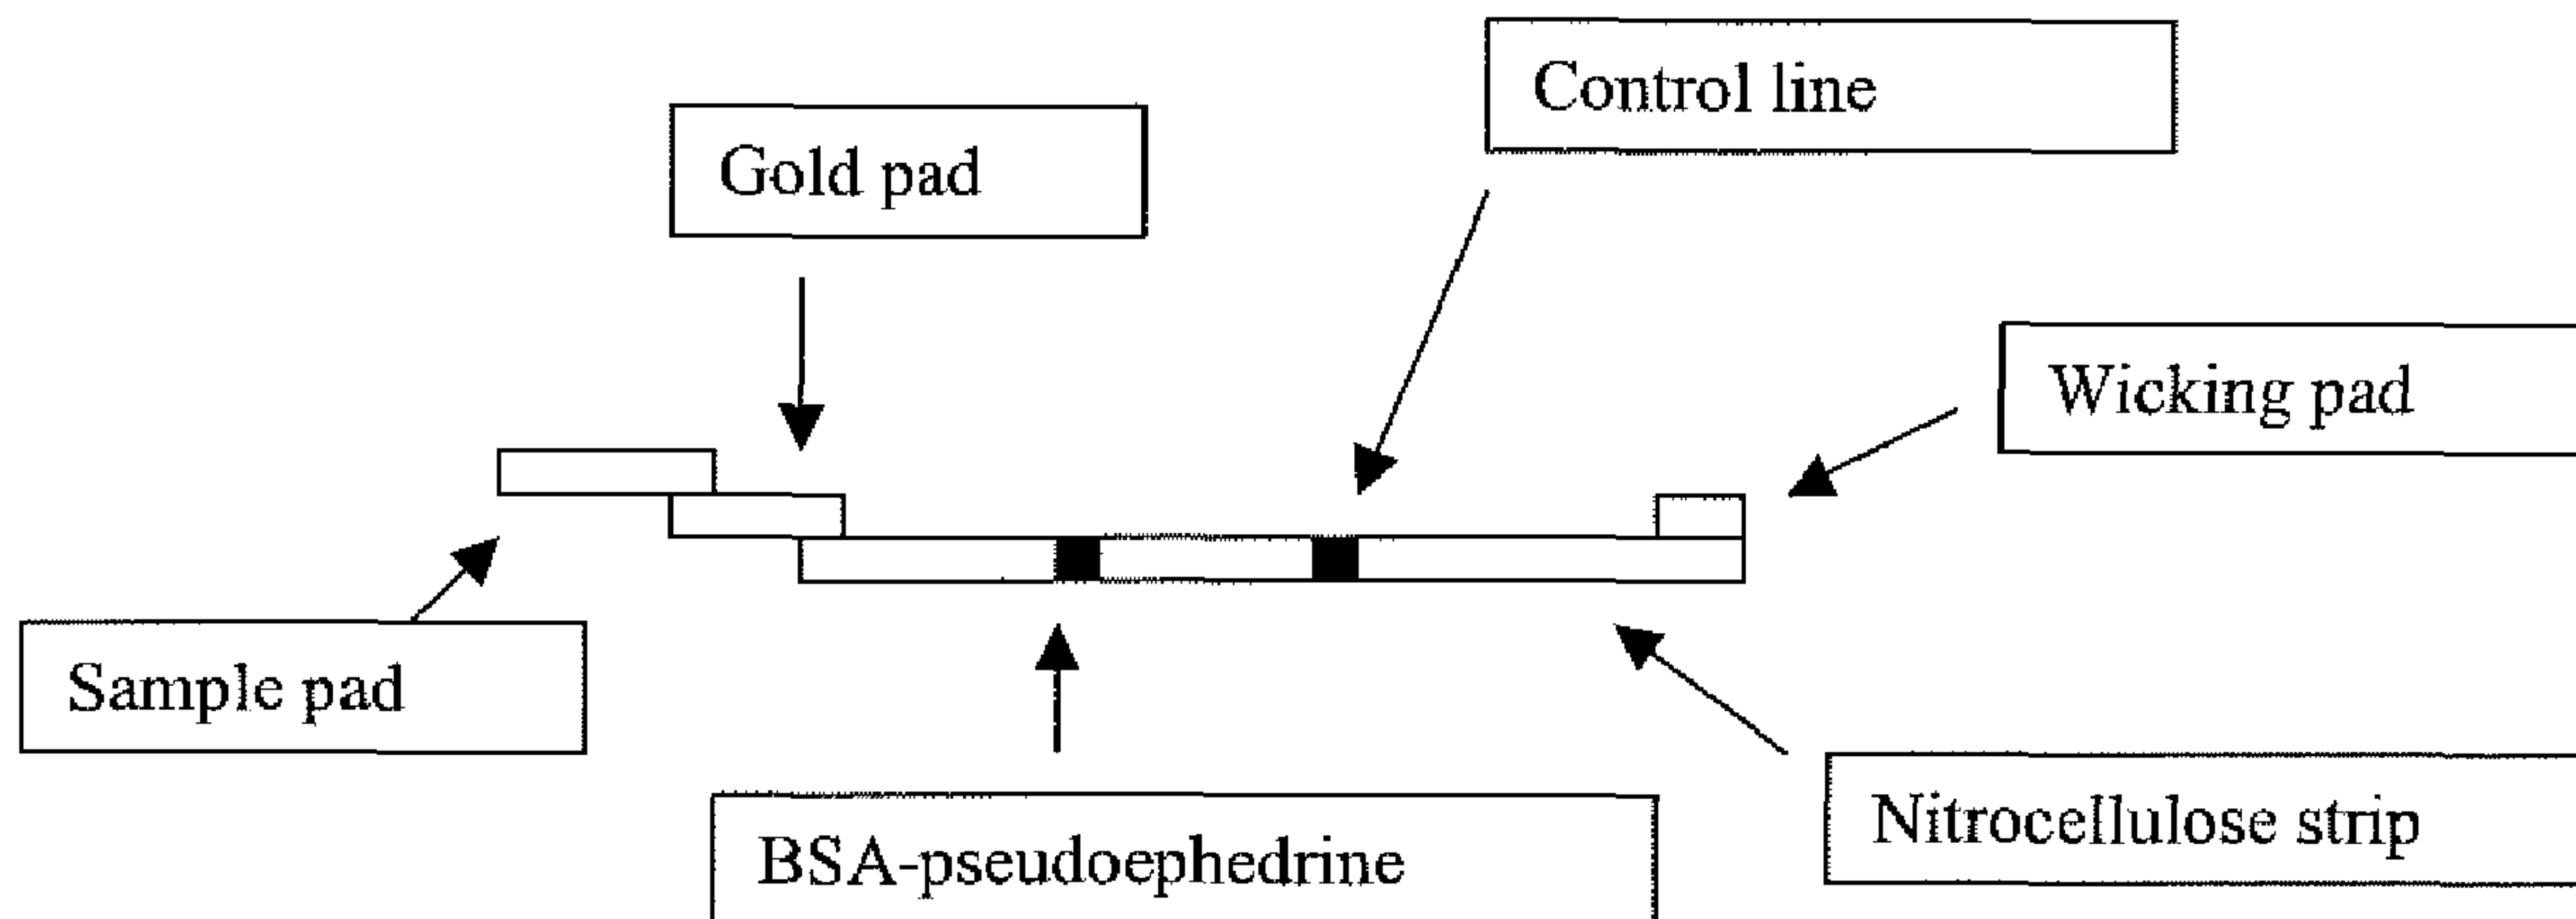 Control line
Gold pad
Wicking pad
Sample pad
Nitrocellulose strip
BSA-pseudoephedrine